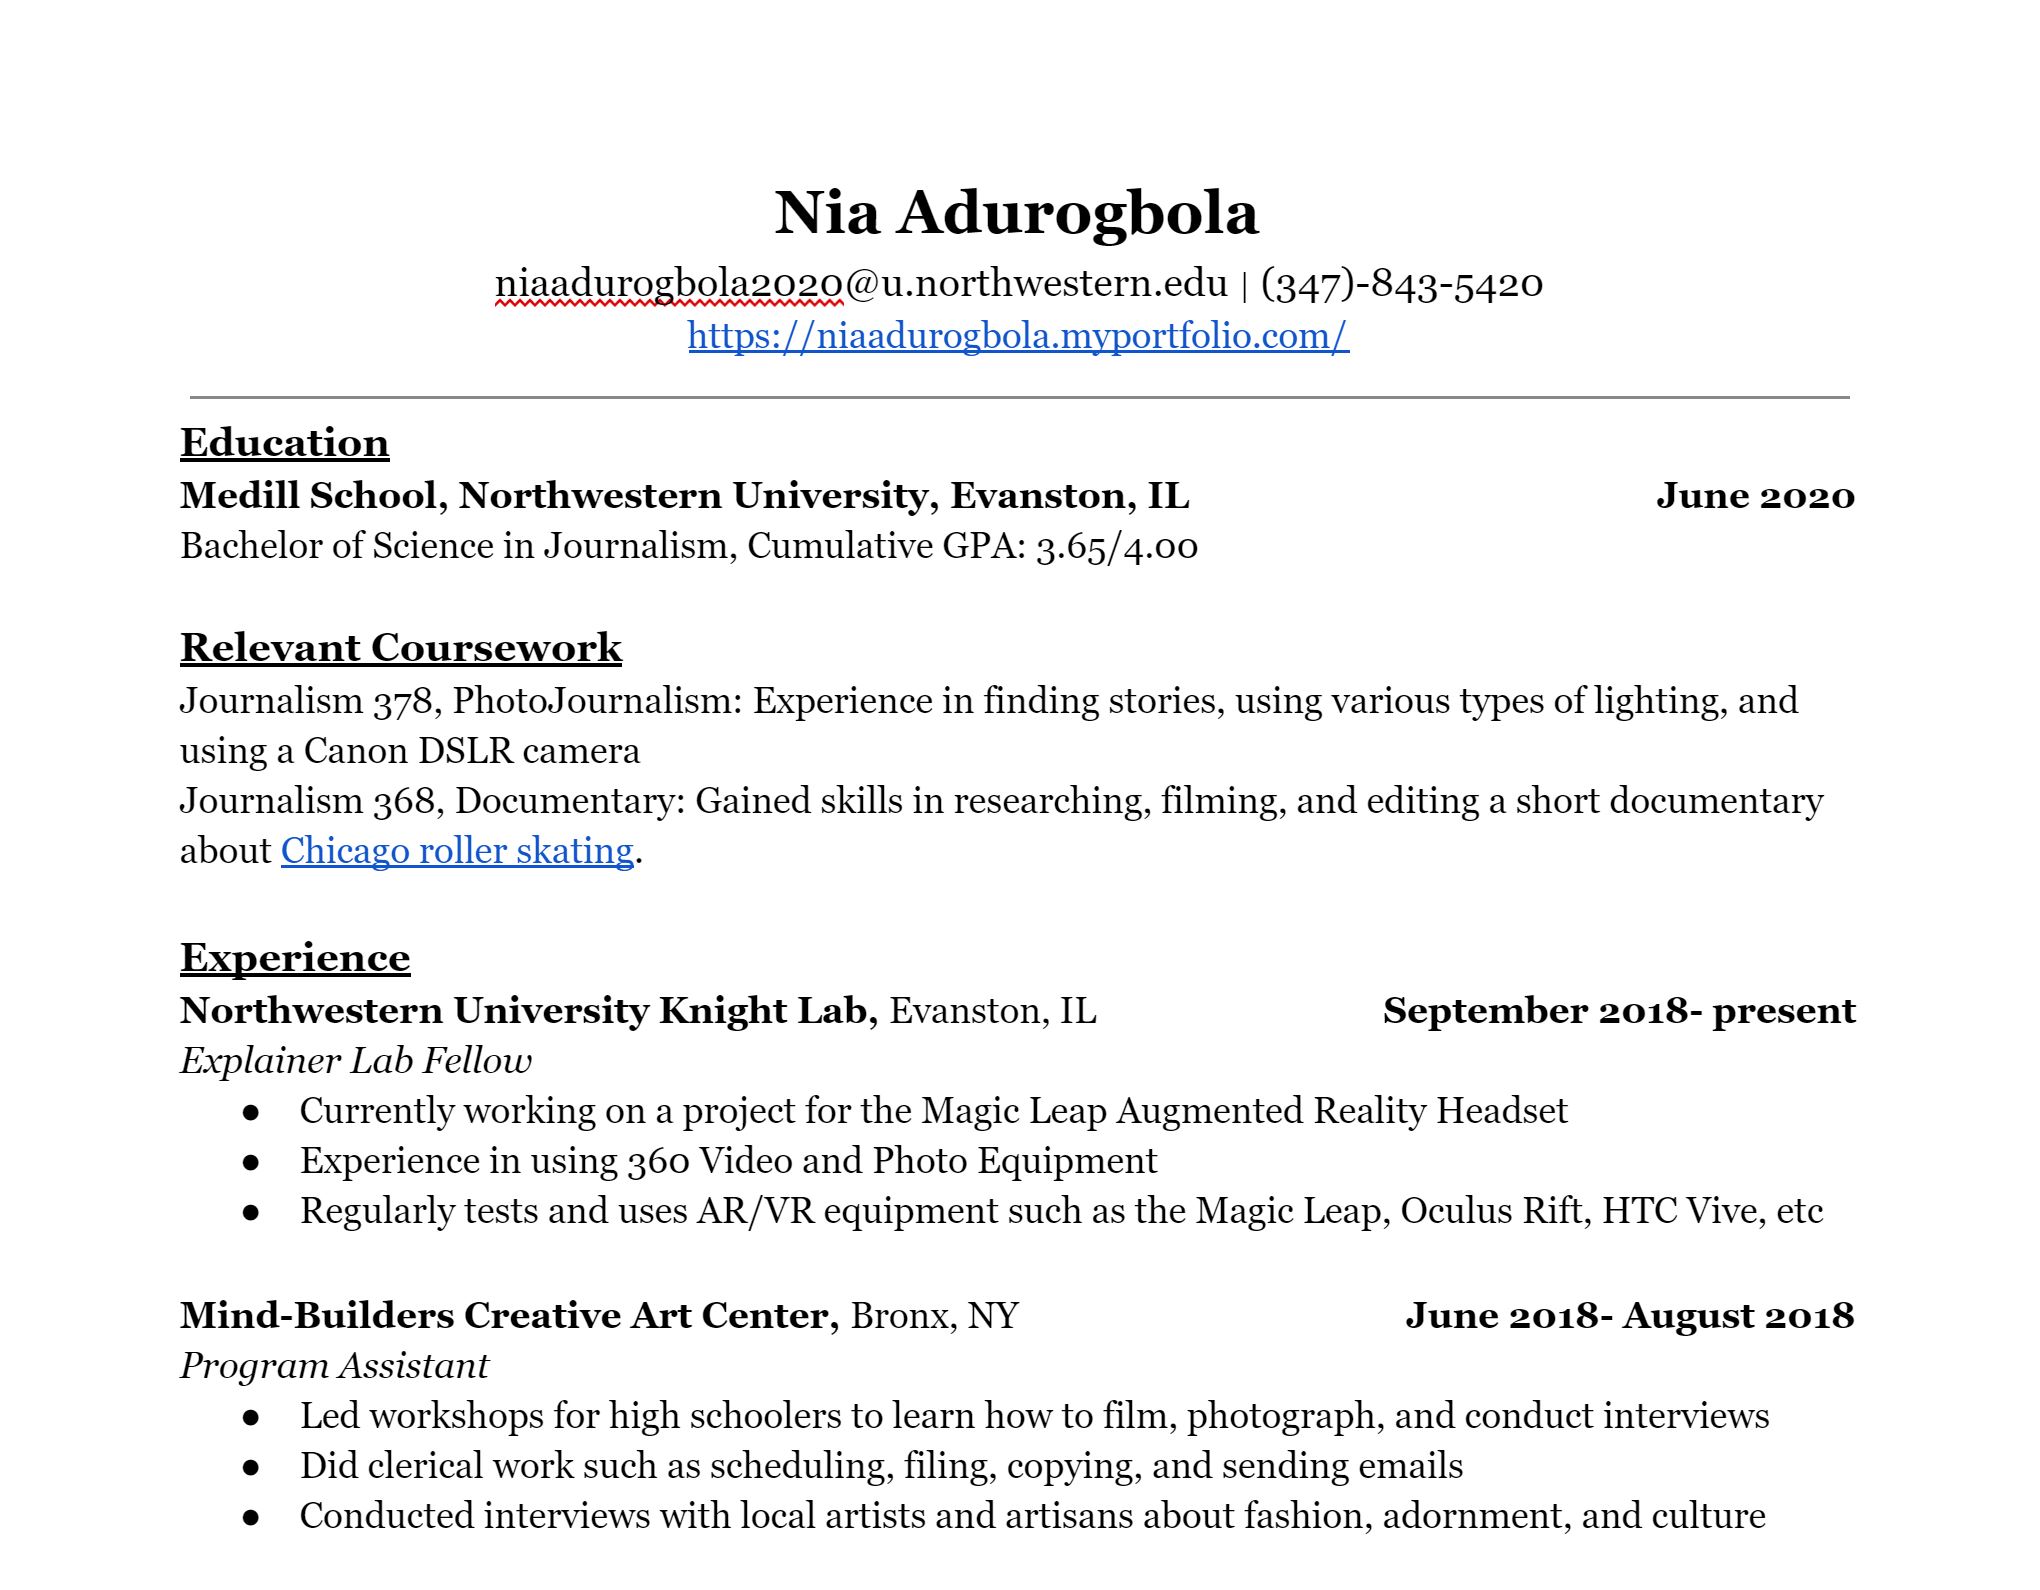 Nia Adurogbola
niaadurogbola2020@u.northwestern.edu | (347)-843-5420
https://niaadurogbola.myportfolio.com/
Education
Medill School, Northwestern University, Evanston, IL June 2020
Bachelor of Science in Journalism, Cumulative GPA: 3.65/4.00
Relevant Coursework
Journalism 378, PhotoJournalism: Experience in finding stories, using various types of lighting, and
using a Canon DSLR camera
Journalism 368, Documentary: Gained skills in researching, filming, and editing a short documentary
about Chicago roller skating.
Experience
Northwestern University Knight Lab, Evanston, IL September 2018- present
Explainer Lab Fellow
● Currently working on a project for the Magic Leap Augmented Reality Headset
● Experience in using 360 Video and Photo Equipment
● Regularly tests and uses AR/VR equipment such as the Magic Leap, Oculus Rift, HTC Vive, etc
Mind-Builders Creative Art Center, Bronx, NY June 2018- August 2018
Program Assistant
● Led workshops for high schoolers to learn how to film, photograph, and conduct interviews
● Did clerical work such as scheduling, filing, copying, and sending emails
● Conducted interviews with local artists and artisans about fashion, adornment, and culture